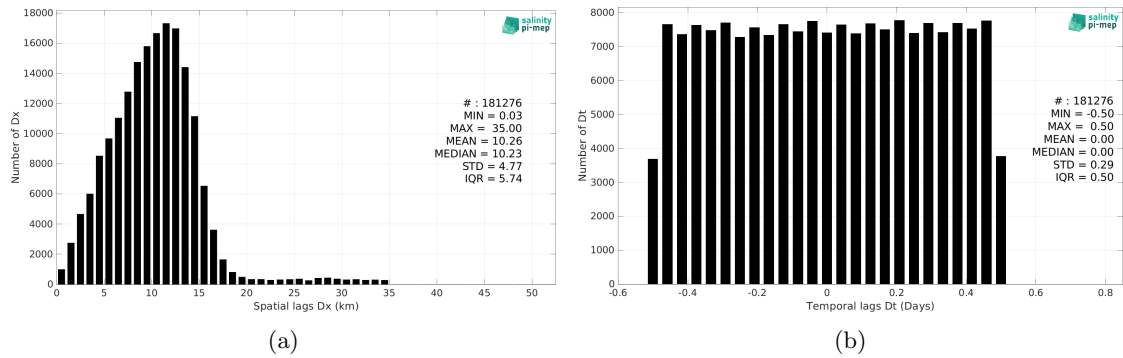 18000
16000
14000
12000
10000
8000
6000
4000
2000
0
Number of Dx
salinity
pi-mep
# : 181276
MIN = 0.03
MAX = 35.00
MEAN = 10.26
MEDIAN = 10.23
STD = 4.77
IQR = 5.74
0 5 10 15 20 25 30 35 40 45 50
Spatial lags Dx (km)
(a)
8000
7000
6000
5000
4000
3000
2000
1000
0
Number of Dt
salinity
pi-mep
# : 181276
MIN = -0.50
MAX = 0.50
MEAN = 0.00
MEDIAN = 0.00
STD = 0.29
IQR = 0.50
-0.6 -0.4 -0.2 0 0.2 0.4 0.6 0.8
Temporal lags Dt (Days)
(b)